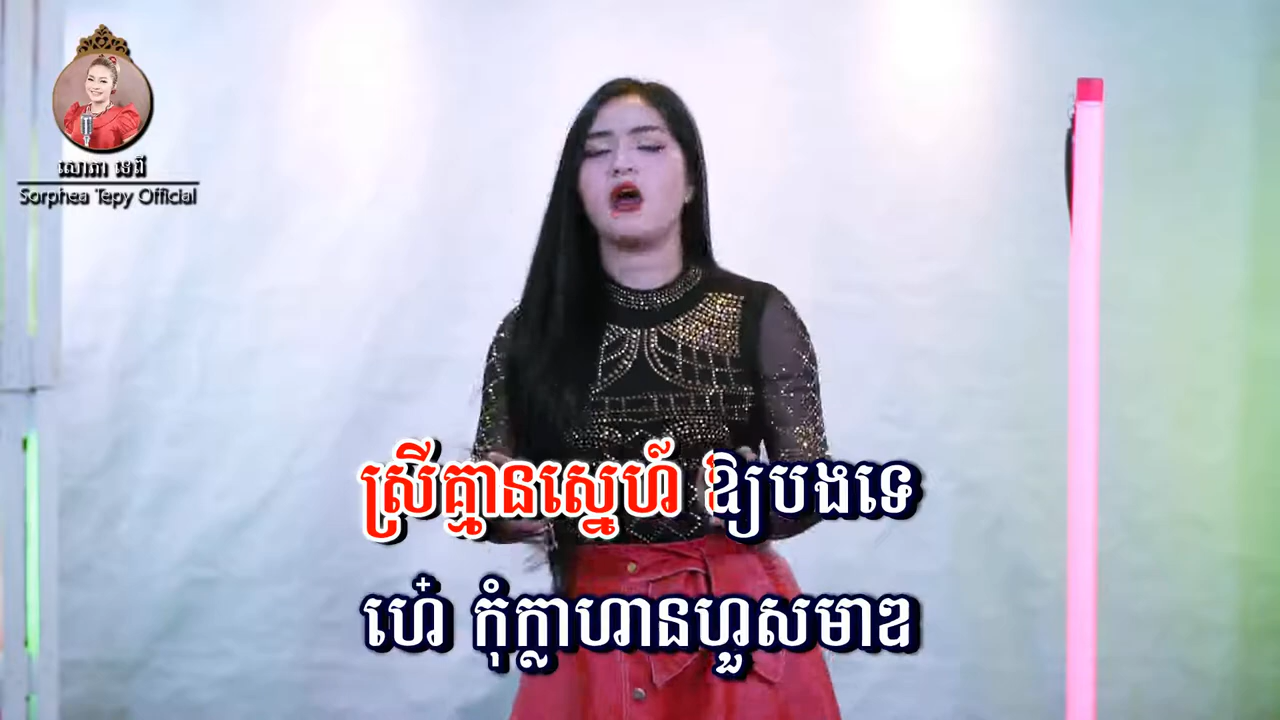 សោភា ទេពី
Sorphea Tepy Official
ស្រីគ្មានស្នេហ៍ ឱ្យបងទេ
ហ៎េ កុំក្លាហានហួសមាឌ